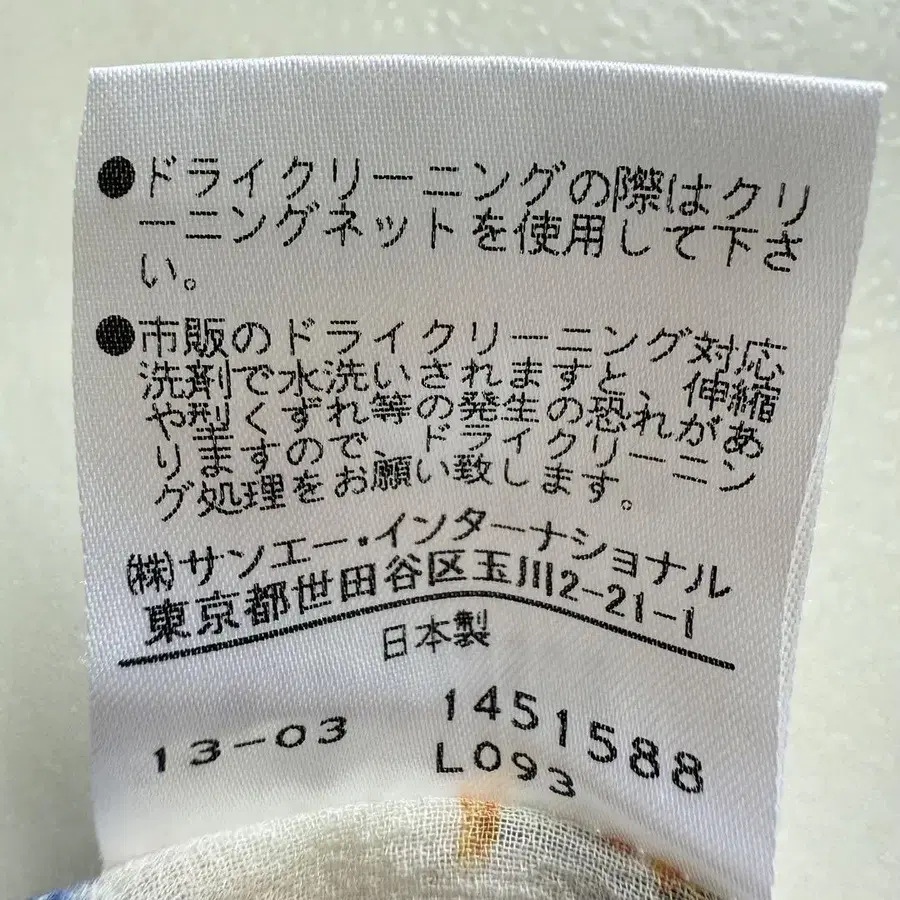 ●ドライクリーニングの際はクリ
ーニングネットを使用して下さ
い。
●市販のドライクリーニング対応
洗剤で水洗いされますと、伸縮
や型くずれ等の発生の恐れがあ
りますので、ドライクリーニン
グ処理をお願い致します。
(株)サンエー・インターナショナル
東京都世田谷区玉川2-21-1
日本製
13-03 1451588
L093